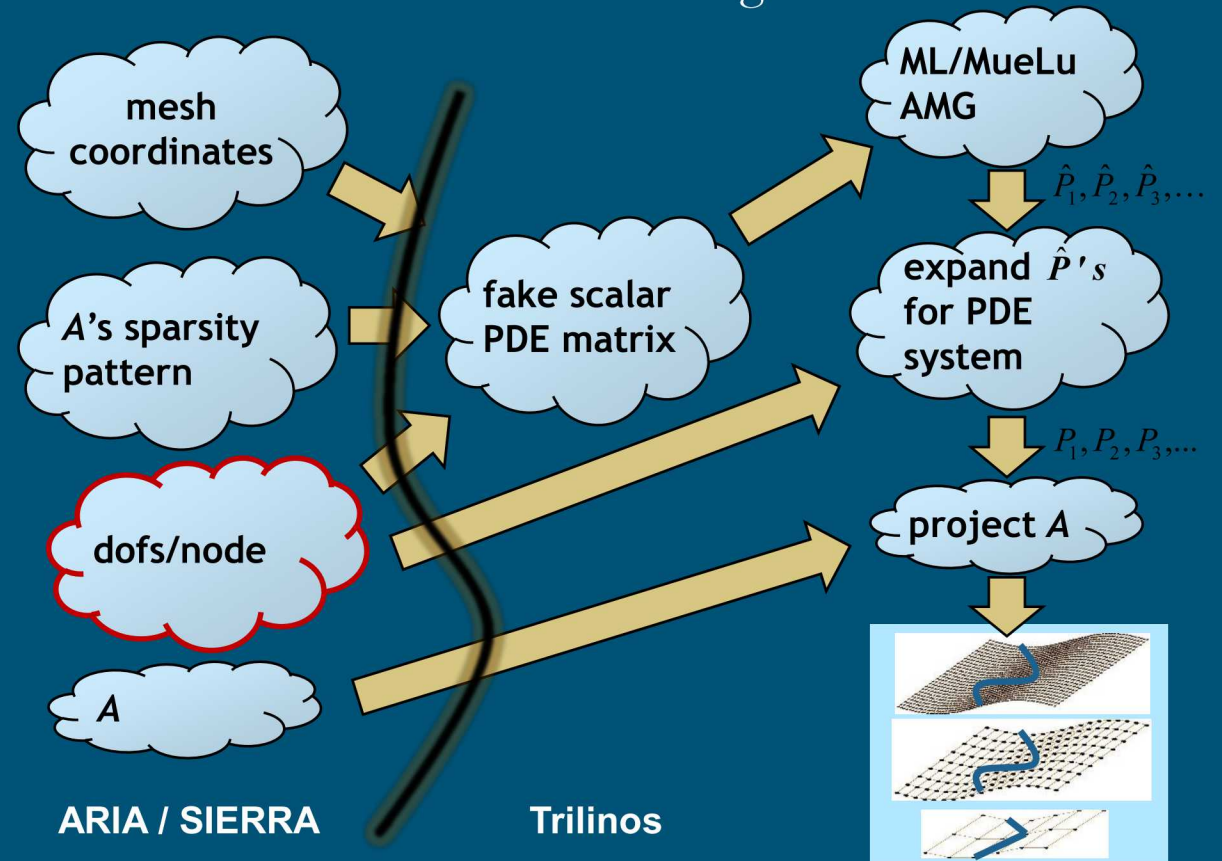 mesh
coordinates
A's sparsity
pattern
dofs/node
A
fake scalar
PDE matrix
ML/MueLu
AMG
P̂₁, P̂₂, P̂₃,…
expand P̂'s
for PDE
system
P₁, P₂, P₃,...
project A
ARIA / SIERRA
Trilinos